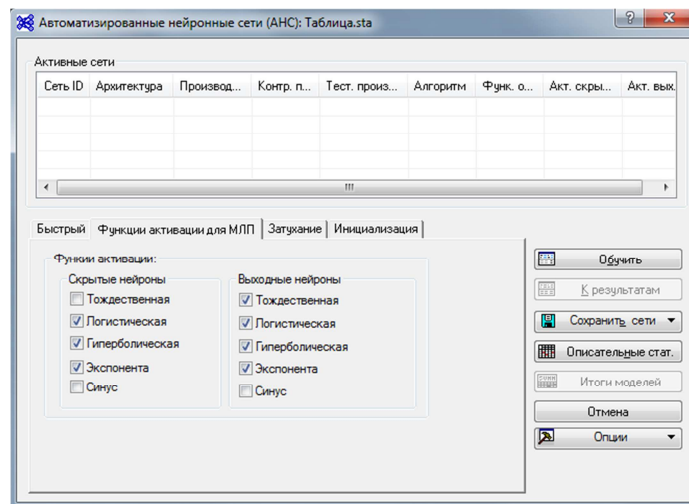 Автоматизированные нейронные сети (АНС): Таблица.sta
Активные сети
Сеть ID Архитектура Производ... Контр. п... Тест. произ... Алгоритм Функ. о... Акт. скры... Акт. вых.
Быстрый Функции активации для МЛП Затухание Инициализация
Функии активации:
Скрытые нейроны Выходные нейроны
Тождественная Тождественная
Логистическая Логистическая
Гиперболическая Гиперболическая
Экспонента Экспонента
Синус Синус
Обучить
К результатам
Сохранить сети
Описательные стат.
Итоги моделей
Отмена
Опции